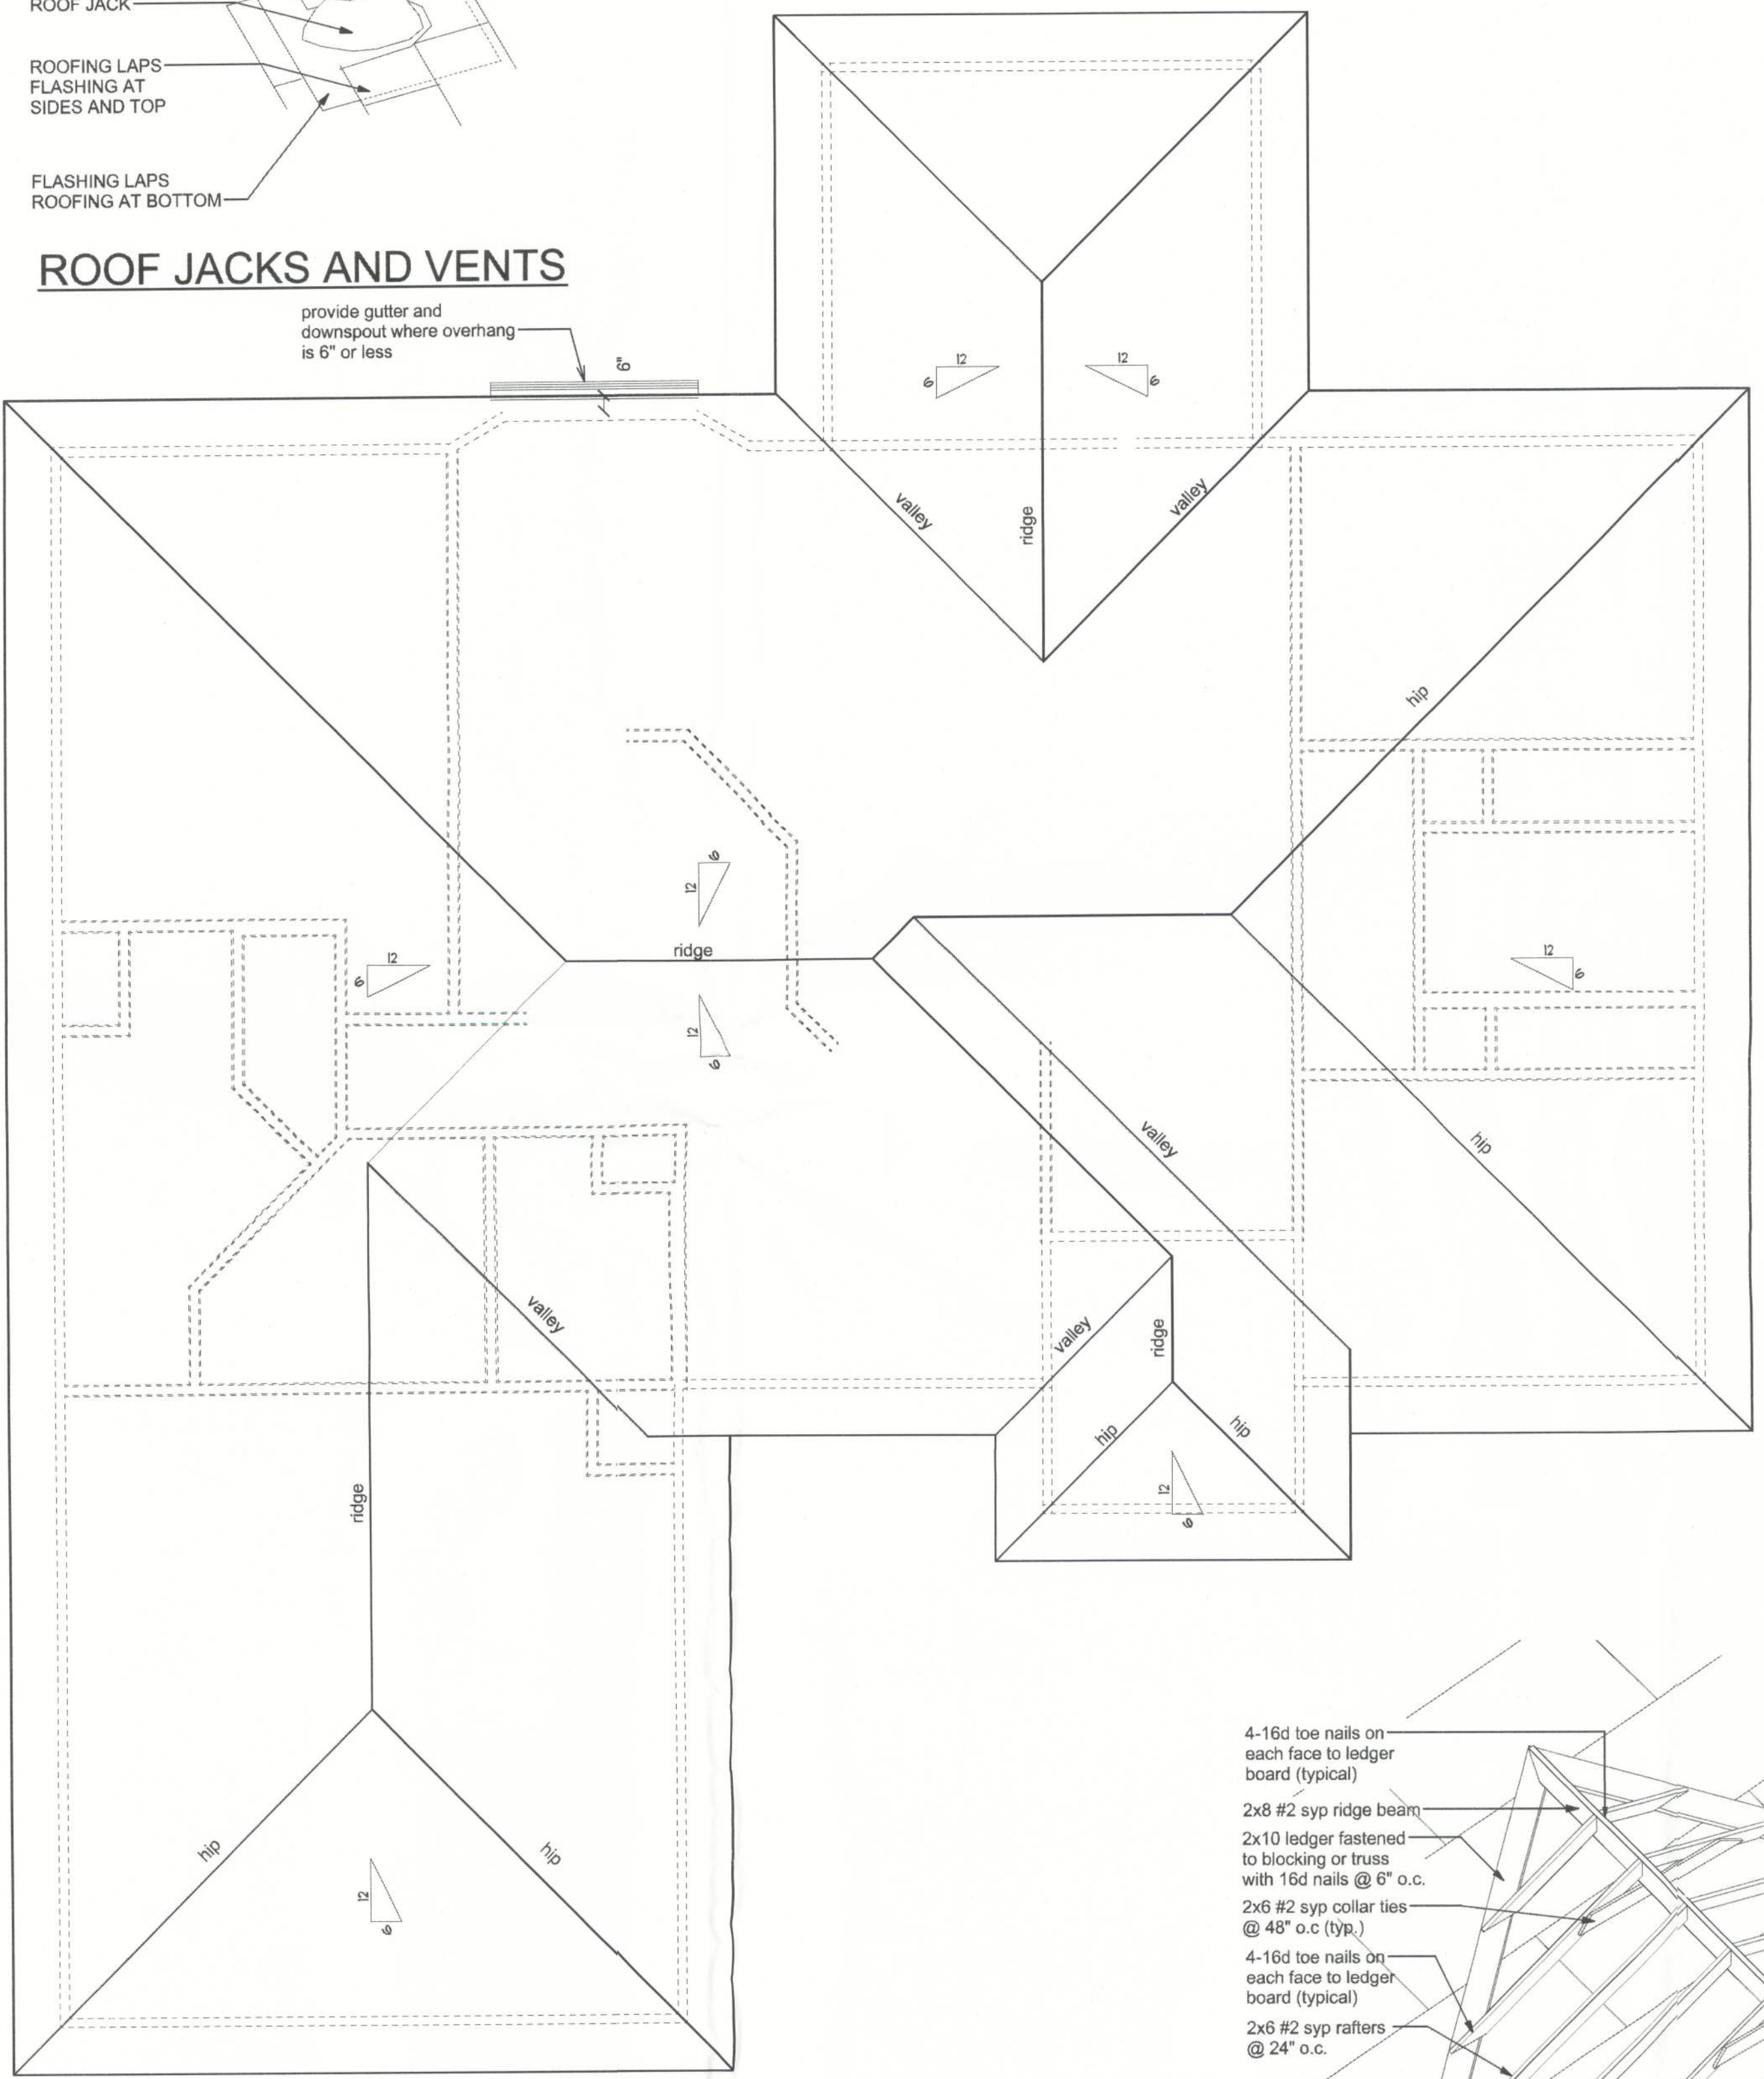 ROOF JACK
ROOFING LAPS
FLASHING AT
SIDES AND TOP
FLASHING LAPS
ROOFING AT BOTTOM
ROOF JACKS AND VENTS
provide gutter and
downspout where overhang
is 6" or less
6"
12
6
12
6
valley
ridge
valley
hip
6
12
ridge
12
6
12
6
12
6
valley
hip
valley
valley
ridge
hip
hip
12
6
ridge
hip
hip
12
6
4-16d toe nails on
each face to ledger
board (typical)
2x8 #2 syp ridge beam
2x10 ledger fastened
to blocking or truss
with 16d nails @ 6" o.c.
2x6 #2 syp collar ties
@ 48" o.c (typ.)
4-16d toe nails on
each face to ledger
board (typical)
2x6 #2 syp rafters
@ 24" o.c.